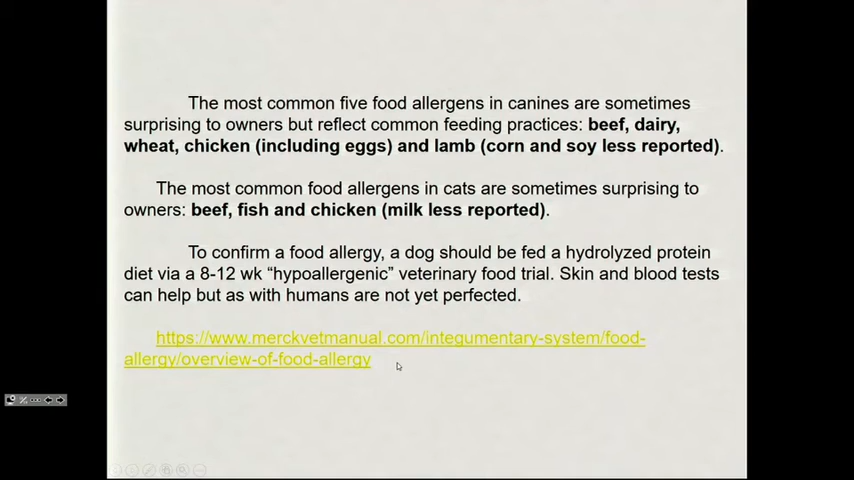 The most common five food allergens in canines are sometimes
surprising to owners but reflect common feeding practices: beef, dairy,
wheat, chicken (including eggs) and lamb (corn and soy less reported).
The most common food allergens in cats are sometimes surprising to
owners: beef, fish and chicken (milk less reported).
To confirm a food allergy, a dog should be fed a hydrolyzed protein
diet via a 8-12 wk “hypoallergenic” veterinary food trial. Skin and blood tests
can help but as with humans are not yet perfected.
https://www.merckvetmanual.com/integumentary-system/food-
allergy/overview-of-food-allergy